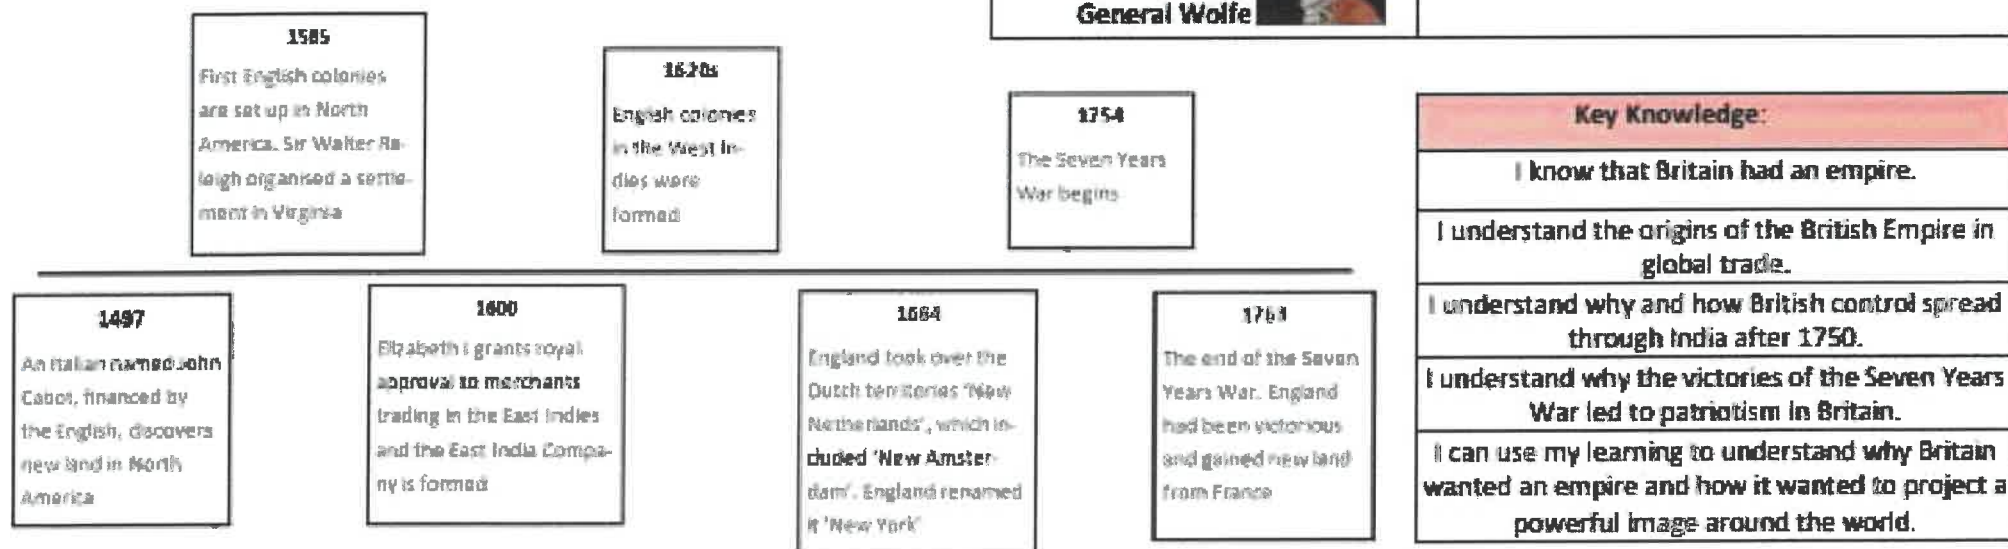 General Wolfe
1585
First English colonies
are set up in North
America. Sir Walter Ra-
leigh organised a settle-
ment in Virginia
1620s
English colonies
in the West In-
dies were
formed
1754
The Seven Years
War begins
1497
An Italian named John
Cabot, financed by
the English, discovers
new land in North
America
1600
Elizabeth I grants royal
approval to merchants
trading in the East Indies
and the East India Compa-
ny is formed
1664
England took over the
Dutch territories 'New
Netherlands', which in-
cluded 'New Amster-
dam'. England renamed
it 'New York'
1763
The end of the Seven
Years War. England
had been victorious
and gained new land
from France
Key Knowledge:
I know that Britain had an empire.
I understand the origins of the British Empire in
global trade.
I understand why and how British control spread
through India after 1750.
I understand why the victories of the Seven Years
War led to patriotism in Britain.
I can use my learning to understand why Britain
wanted an empire and how it wanted to project a
powerful image around the world.